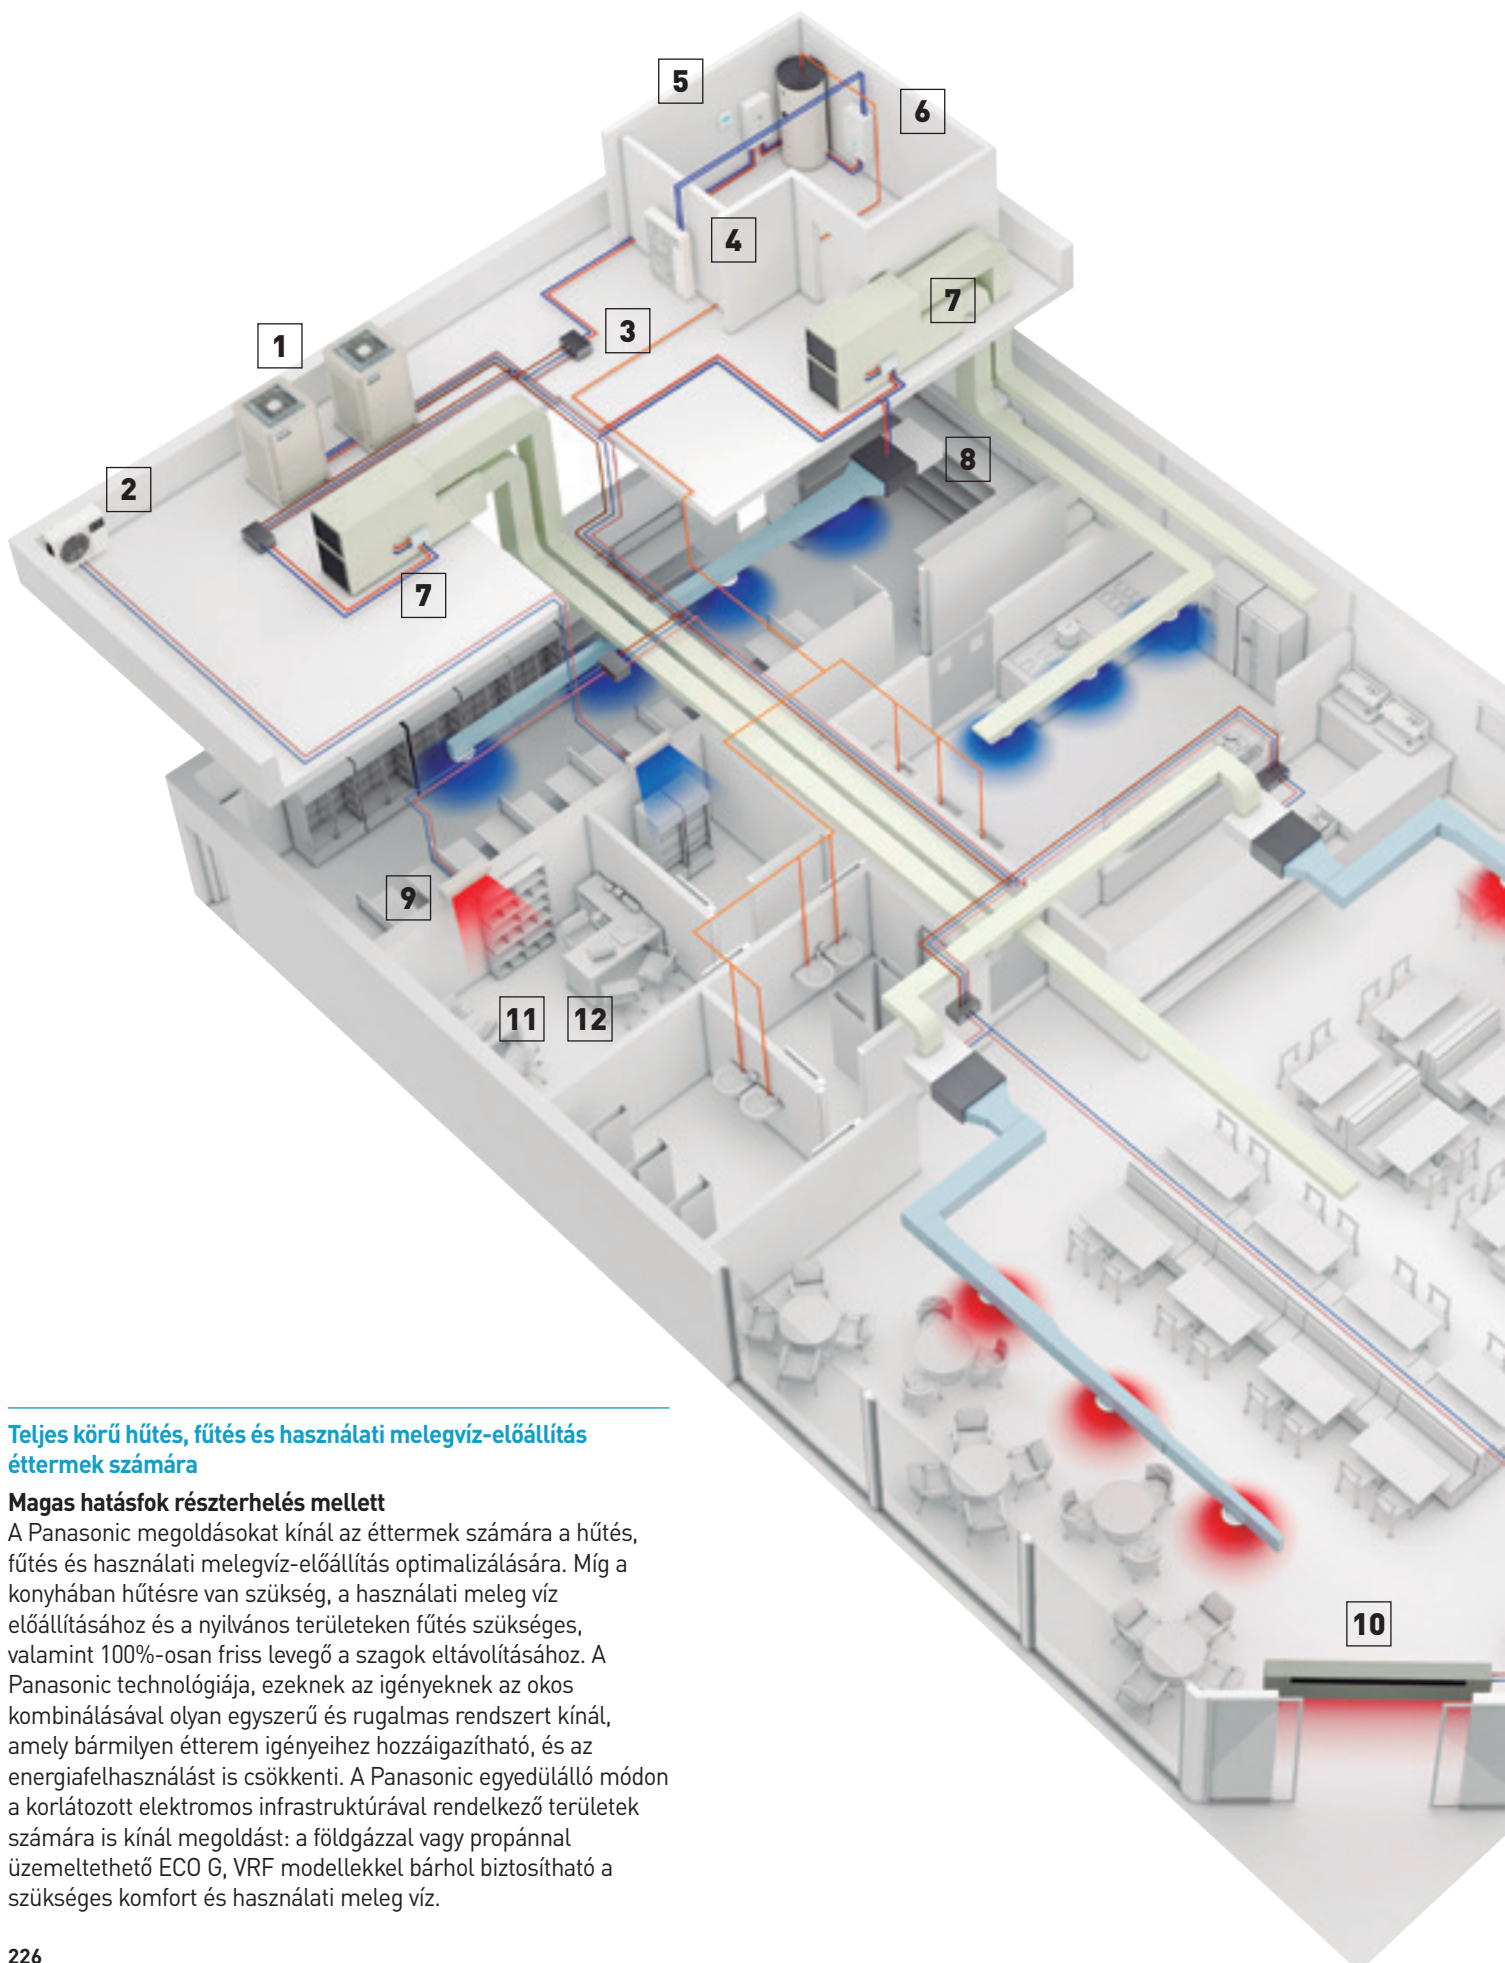 5
6
4
7
3
1
8
2
7
9
11
12
10
Teljes körű hűtés, fűtés és használati melegvíz-előállítás
éttermek számára
Magas hatásfok részterhelés mellett
A Panasonic megoldásokat kínál az éttermek számára a hűtés,
fűtés és használati melegvíz-előállítás optimalizálására. Míg a
konyhában hűtésre van szükség, a használati meleg víz
előállításához és a nyilvános területeken fűtés szükséges,
valamint 100%-osan friss levegő a szagok eltávolításához. A
Panasonic technológiája, ezeknek az igényeknek az okos
kombinálásával olyan egyszerű és rugalmas rendszert kínál,
amely bármilyen étterem igényeihez hozzáigazítható, és az
energiafelhasználást is csökkenti. A Panasonic egyedülálló módon
a korlátozott elektromos infrastruktúrával rendelkező területek
számára is kínál megoldást: a földgázzal vagy propánnal
üzemeltethető ECO G, VRF modellekkel bárhol biztosítható a
szükséges komfort és használati meleg víz.
226